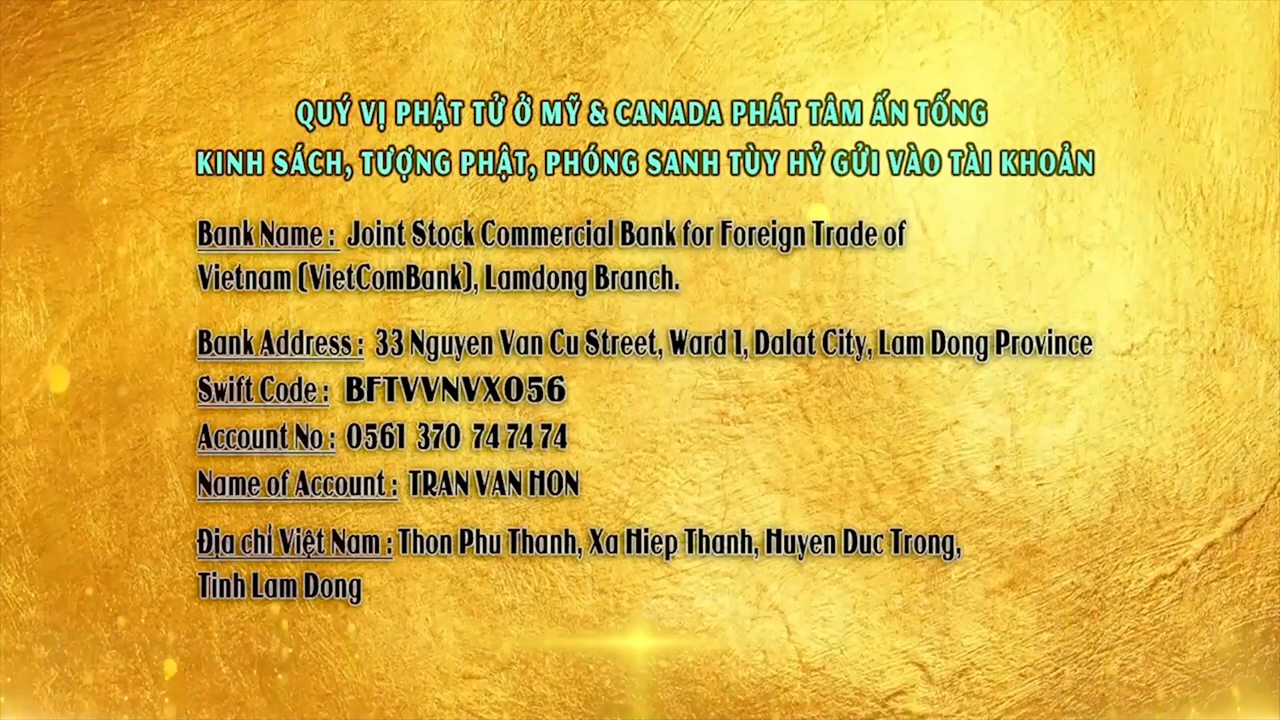 QUÝ VỊ PHẬT TỬ Ở MỸ & CANADA PHÁT TÂM ẤN TỐNG
KINH SÁCH, TƯỢNG PHẬT, PHÓNG SANH TÙY HỶ GỬI VÀO TÀI KHOẢN
Bank Name : Joint Stock Commercial Bank for Foreign Trade of
Vietnam (VietComBank), Lamdong Branch.
Bank Address : 33 Nguyen Van Cu Street, Ward 1, Dalat City, Lam Dong Province
Swift Code : BFTVVNVX056
Account No : 0561 370 74 74 74
Name of Account : TRAN VAN HON
Địa chỉ Việt Nam : Thon Phu Thanh, Xa Hiep Thanh, Huyen Duc Trong,
Tinh Lam Dong